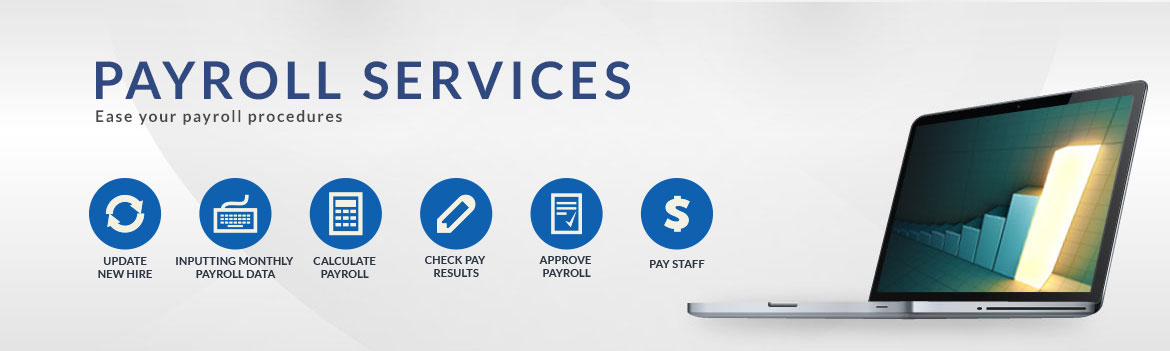 PAYROLL SERVICES
Ease your payroll procedures
UPDATE
NEW HIRE
INPUTTING MONTHLY
PAYROLL DATA
CALCULATE
PAYROLL
CHECK PAY
RESULTS
APPROVE
PAYROLL
PAY STAFF